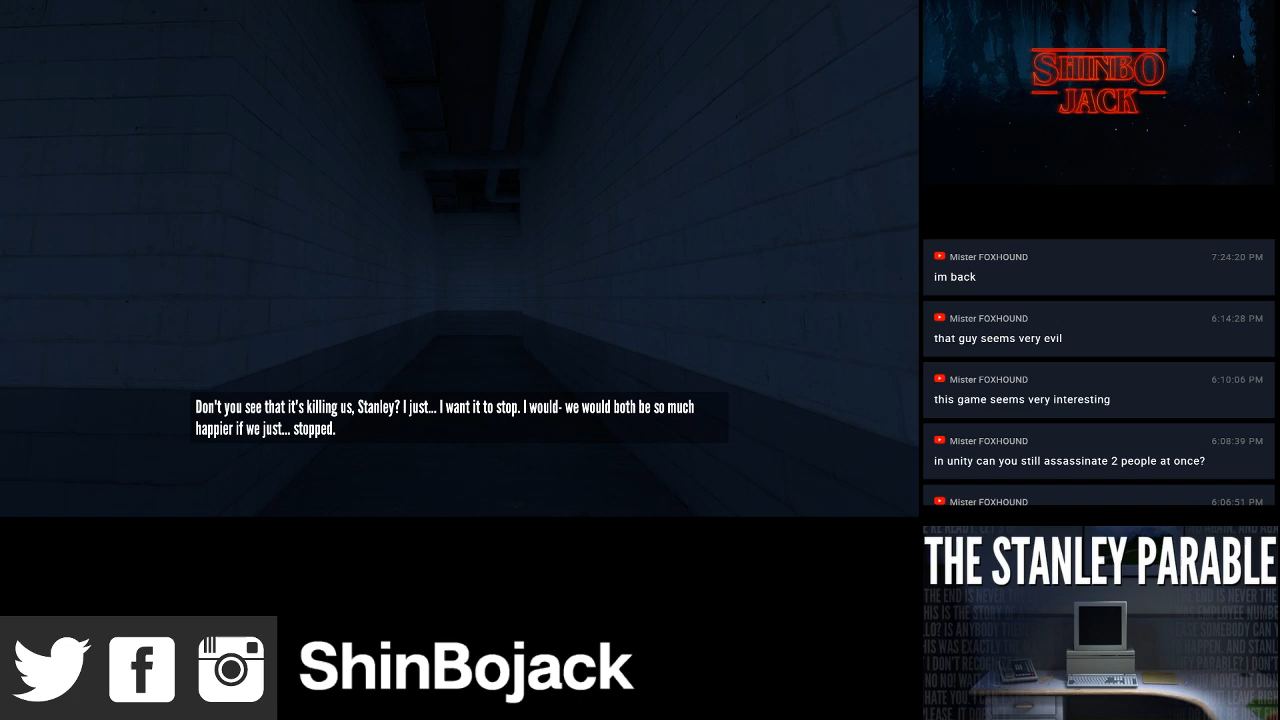 Don't you see that it's killing us, Stanley? I just... I want it to stop. I would- we would both be so much
happier if we just... stopped.
SHINBO
JACK
Mister FOXHOUND 7:24:20 PM
im back
Mister FOXHOUND 6:14:28 PM
that guy seems very evil
Mister FOXHOUND 6:10:06 PM
this game seems very interesting
Mister FOXHOUND 6:08:39 PM
in unity can you still assassinate 2 people at once?
Mister FOXHOUND 6:06:51 PM
THE STANLEY PARABLE
THE END IS NEVER
ShinBojack